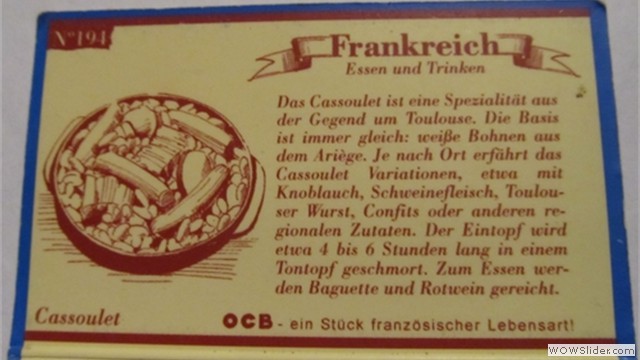 N°194
Frankreich
Essen und Trinken
Das Cassoulet ist eine Spezialität aus
der Gegend um Toulouse. Die Basis
ist immer gleich: weiße Bohnen aus
dem Ariège. Je nach Ort erfährt das
Cassoulet Variationen, etwa mit
Knoblauch, Schweinefleisch, Toulou-
ser Wurst, Confits oder anderen re-
gionalen Zutaten. Der Eintopf wird
etwa 4 bis 6 Stunden lang in einem
Tontopf geschmort. Zum Essen wer-
den Baguette und Rotwein gereicht.
Cassoulet
OCB - ein Stück französischer Lebensart!
WOWSlider.com